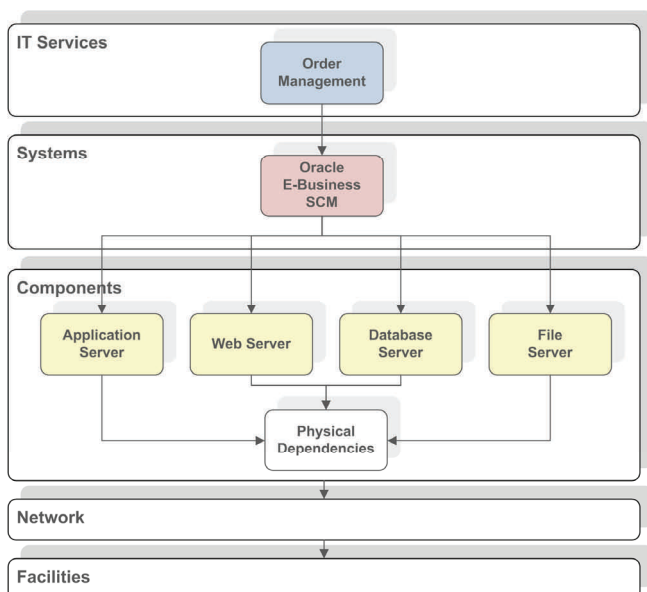 IT Services
Order
Management
Systems
Oracle
E-Business
SCM
Components
Application
Server
Web Server
Database
Server
File
Server
Physical
Dependencies
Network
Facilities